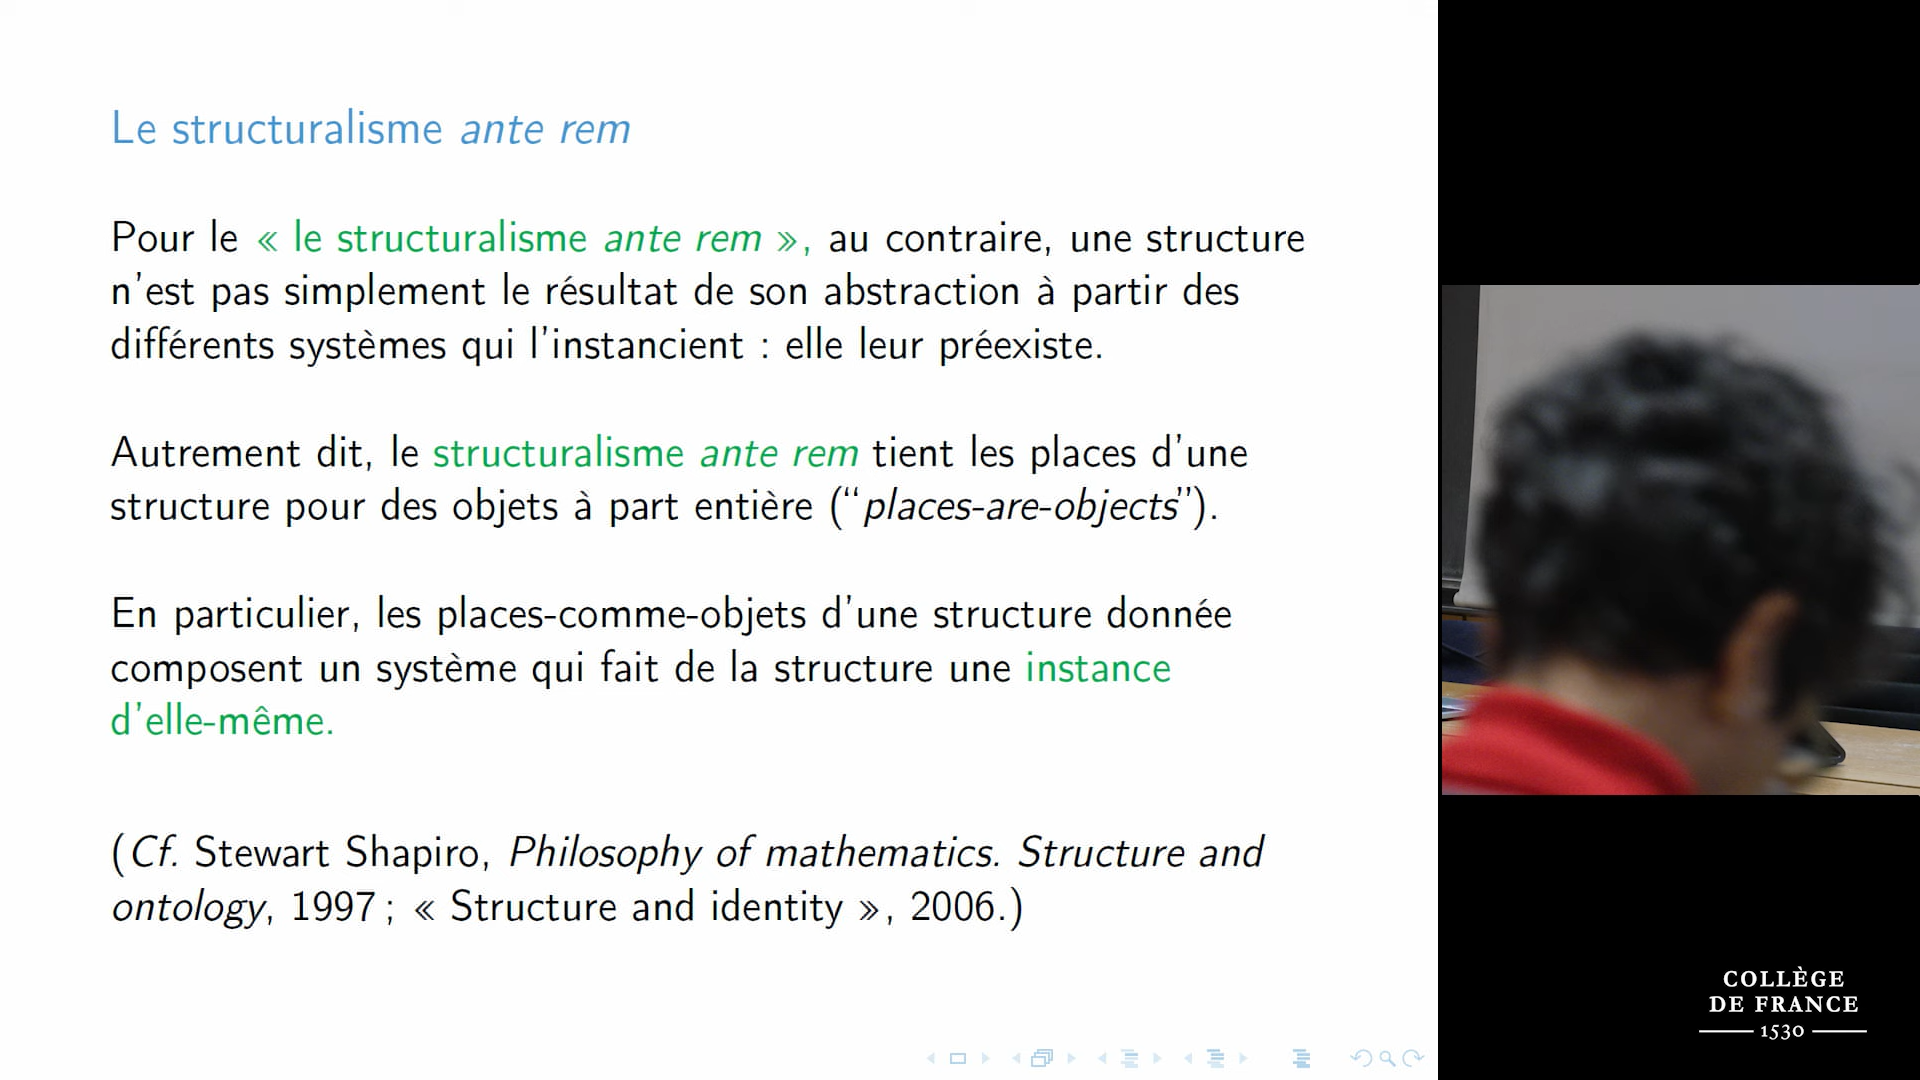 Le structuralisme ante rem
Pour le « le structuralisme ante rem », au contraire, une structure
n'est pas simplement le résultat de son abstraction à partir des
différents systèmes qui l'instancient : elle leur préexiste.
Autrement dit, le structuralisme ante rem tient les places d'une
structure pour des objets à part entière (“places-are-objects”).
En particulier, les places-comme-objets d'une structure donnée
composent un système qui fait de la structure une instance
d'elle-même.
(Cf. Stewart Shapiro, Philosophy of mathematics. Structure and
ontology, 1997 ; « Structure and identity », 2006.)
COLLÈGE
DE FRANCE
1530